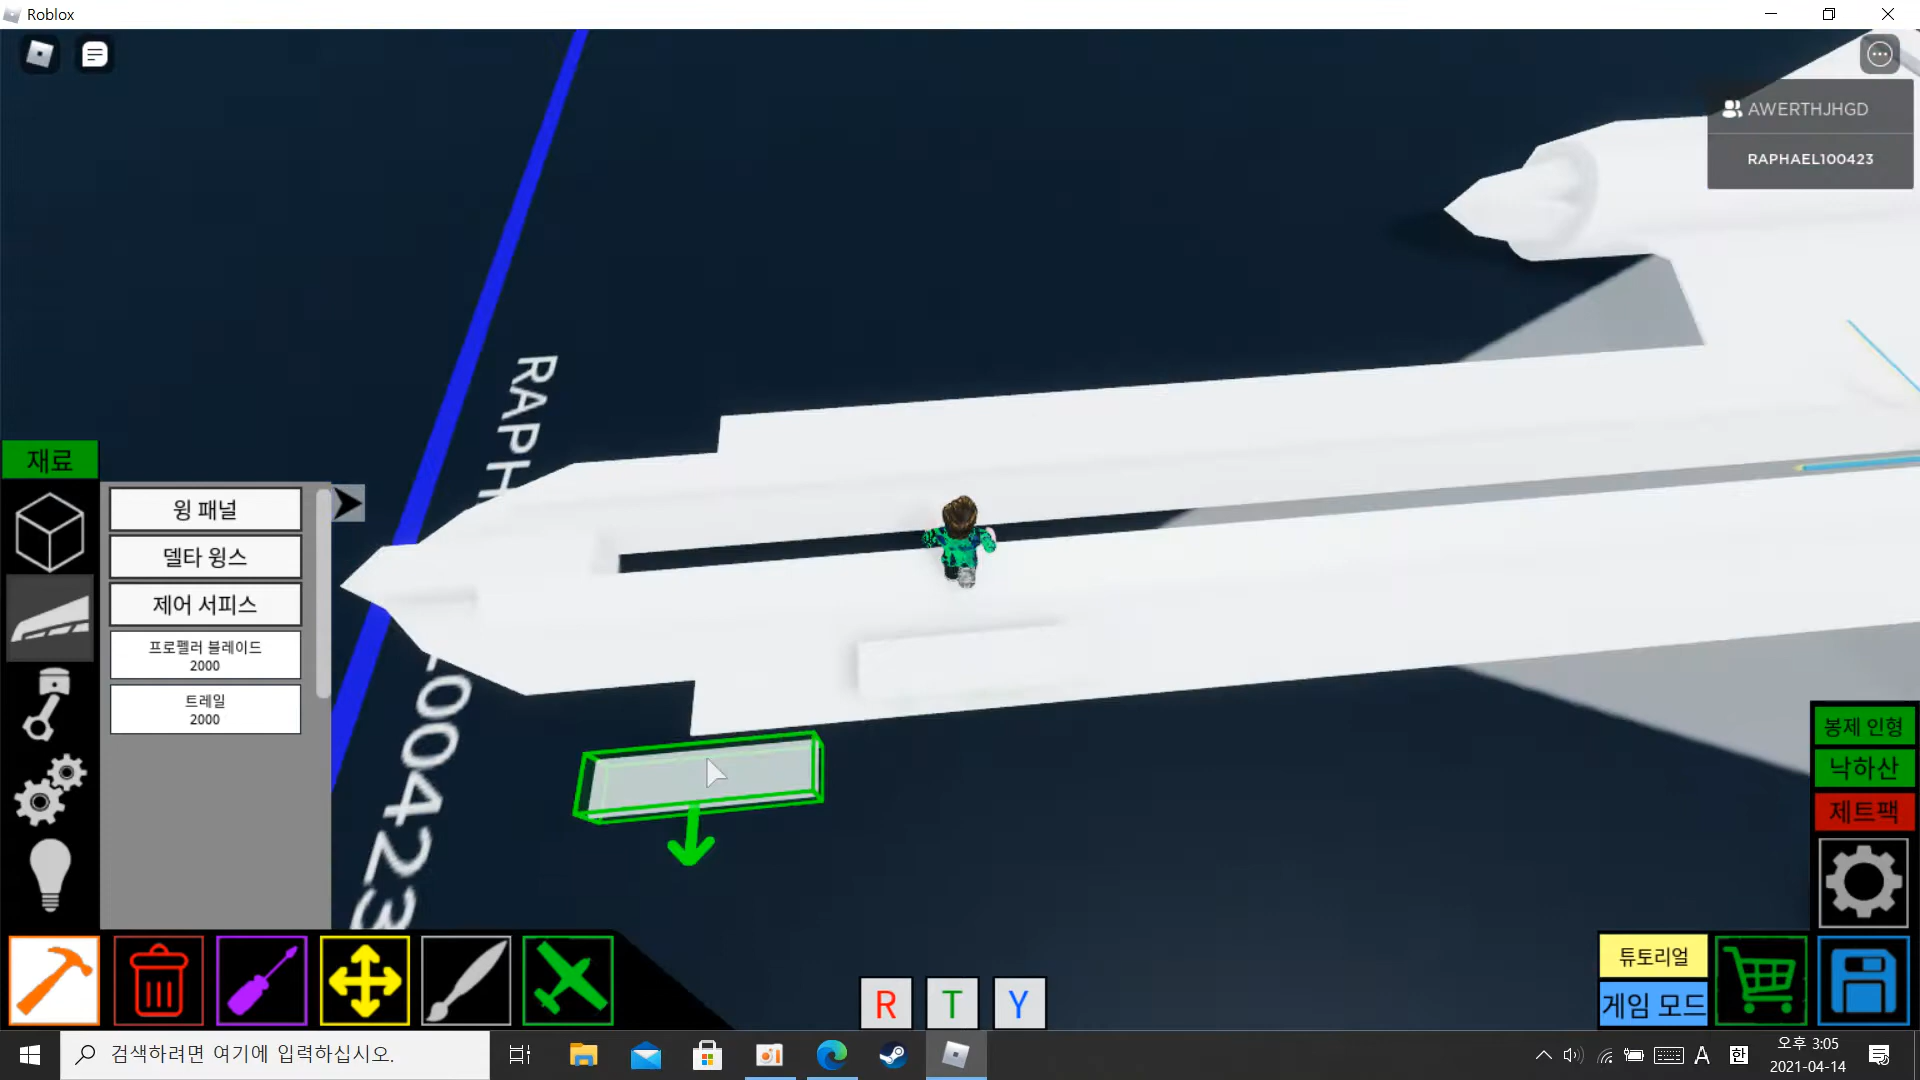 Roblox
AWERTHJHGD
RAPHAEL100423
RAPH
100423
재료
윙 패널
델타 윙스
제어 서피스
프로펠러 블레이드
2000
트레일
2000
봉제 인형
낙하산
제트팩
튜토리얼
게임 모드
R T Y
검색하려면 여기에 입력하십시오.
A 한
오후 3:05
2021-04-14